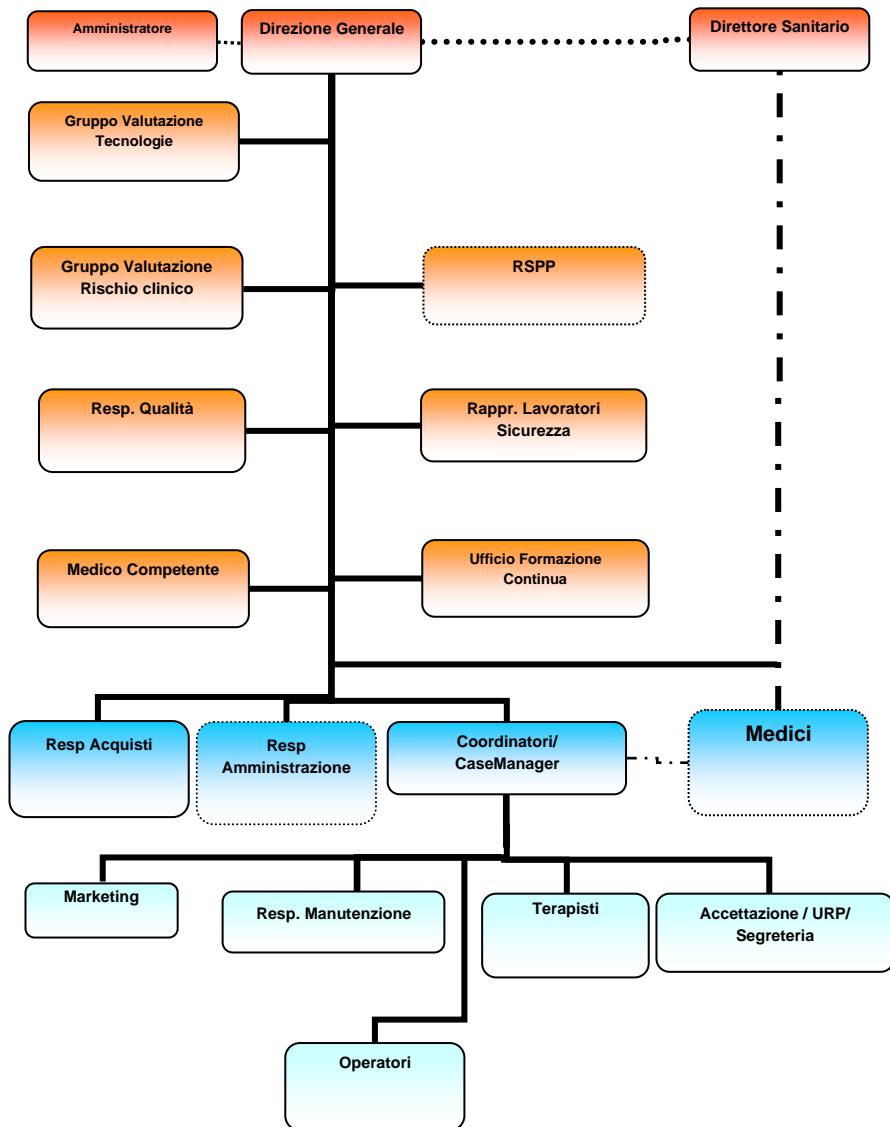 Amministratore
Direzione Generale
Direttore Sanitario
Gruppo Valutazione
Tecnologie
Gruppo Valutazione
Rischio clinico
RSPP
Resp. Qualità
Rappr. Lavoratori
Sicurezza
Medico Competente
Ufficio Formazione
Continua
Resp Acquisti
Resp
Amministrazione
Coordinatori/
CaseManager
Medici
Marketing
Resp. Manutenzione
Terapisti
Accettazione / URP/
Segreteria
Operatori